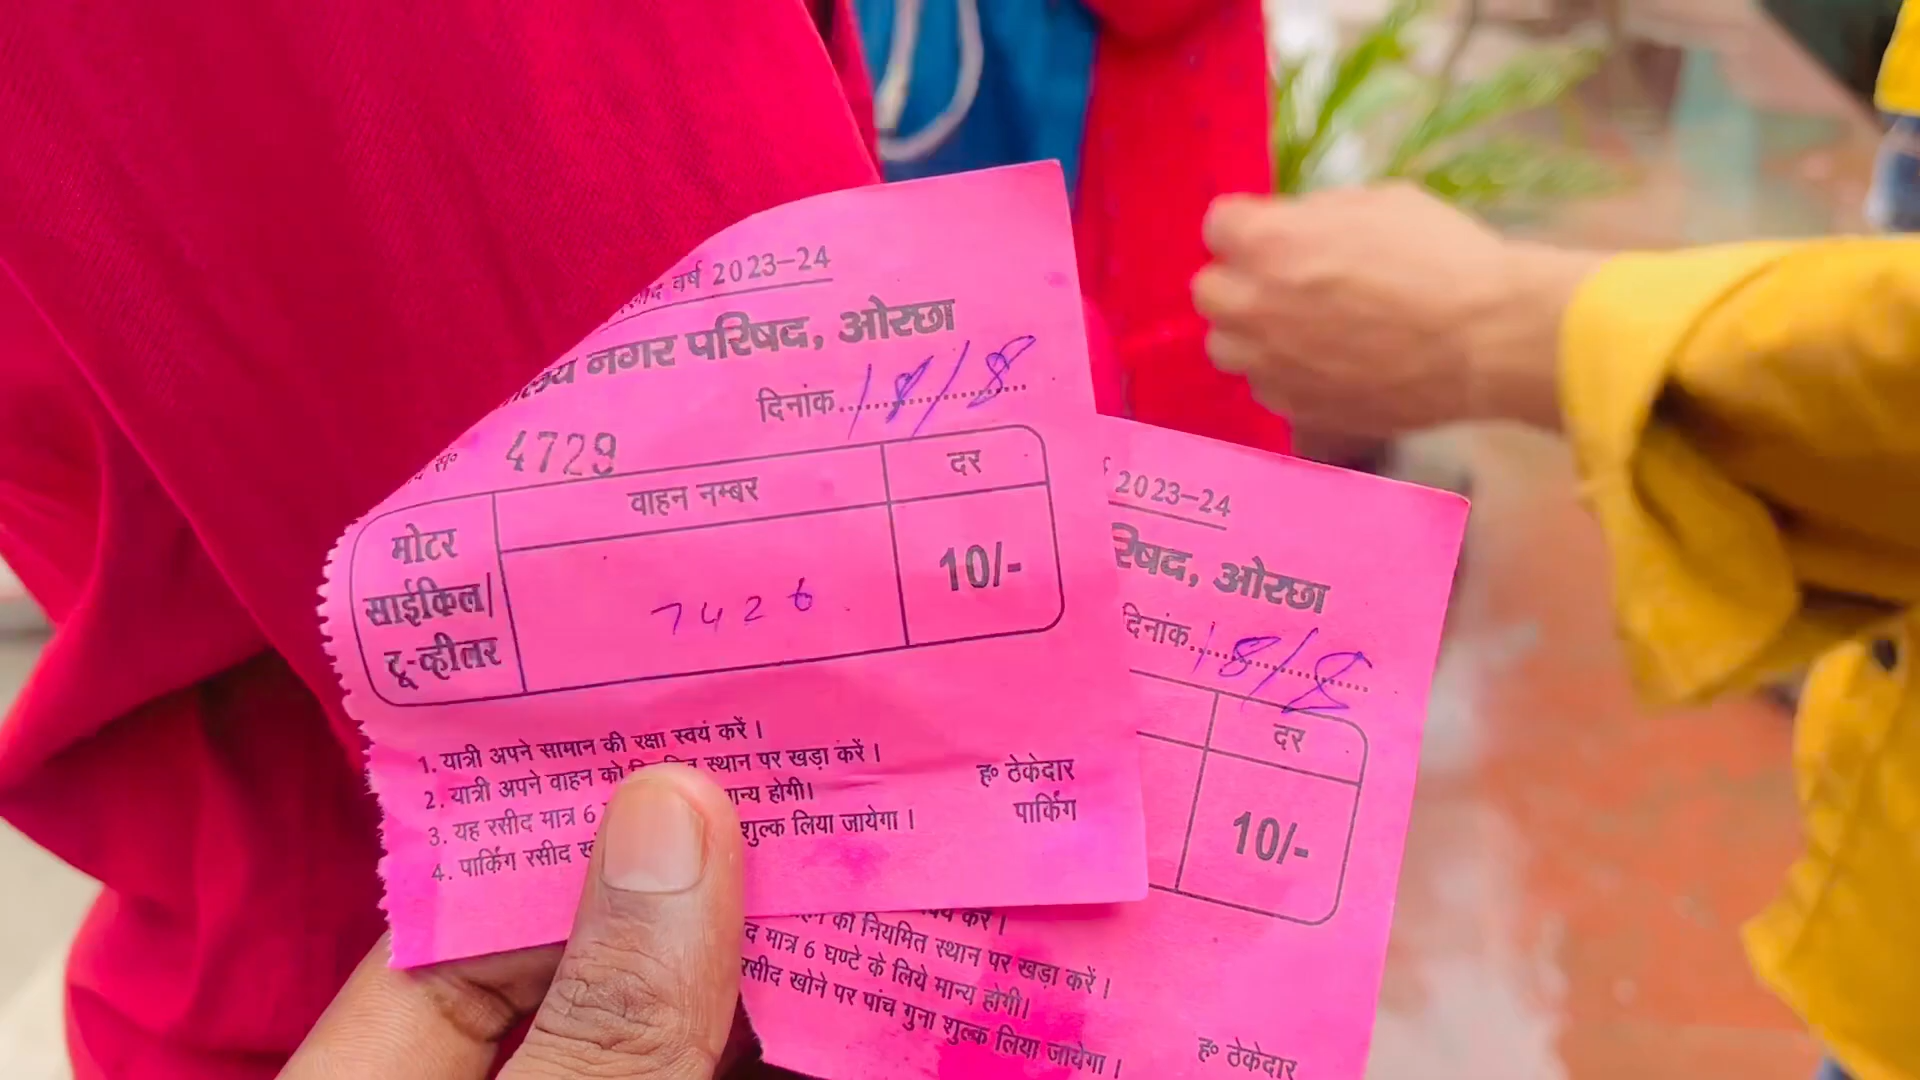 वर्ष 2023-24
नगर परिषद, ओरछा
दिनांक 18/8
4729
वाहन नम्बर
दर
मोटर
साईकिल/
टू-व्हीलर
7426
10/-
1. यात्री अपने सामान की रक्षा स्वयं करें।
2. यात्री अपने वाहन को स्थान पर खड़ा करें।
3. यह रसीद मात्र 6 मान्य होगी।
4. पार्किंग रसीद शुल्क लिया जायेगा।
ह० ठेकेदार
पार्किंग
2023-24
ओरछा
दिनांक 18/8
दर
10/-
करें।
को नियमित स्थान पर खड़ा करें।
मात्र 6 घण्टे के लिये मान्य होगी।
रसीद खोने पर पांच गुना शुल्क लिया जायेगा।
ह० ठेकेदार